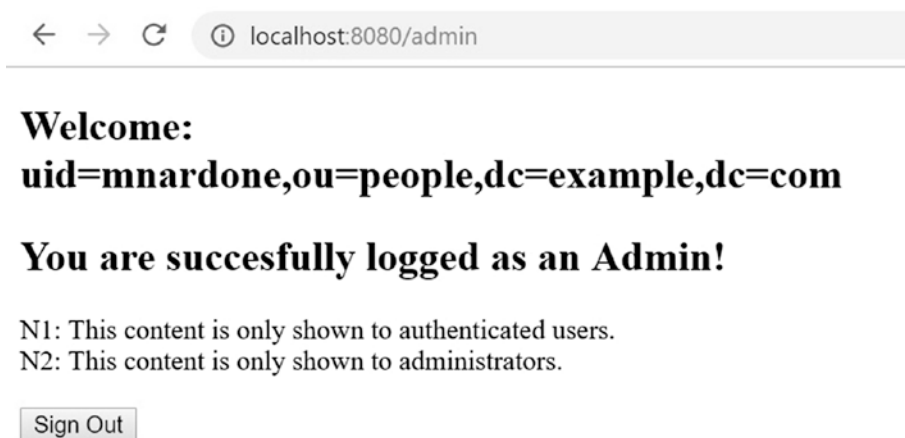 localhost:8080/admin
Welcome:
uid=mnardone,ou=people,dc=example,dc=com
You are succesfully logged as an Admin!
N1: This content is only shown to authenticated users.
N2: This content is only shown to administrators.
Sign Out